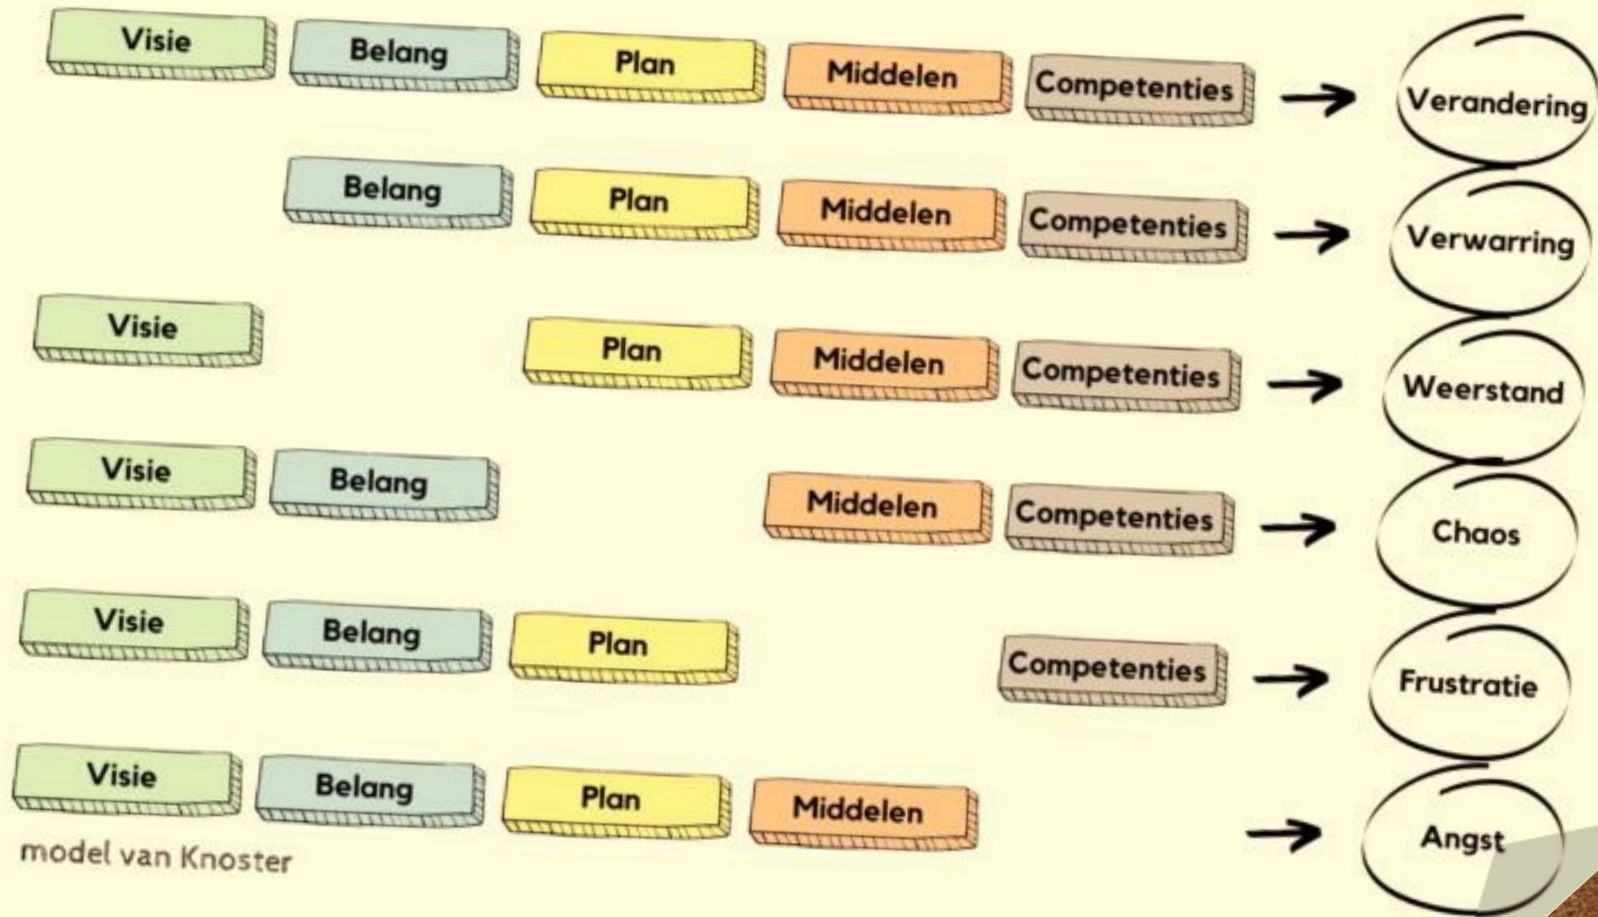 Visie Belang Plan Middelen Competenties → Verandering
Belang Plan Middelen Competenties → Verwarring
Visie Plan Middelen Competenties → Weerstand
Visie Belang Middelen Competenties → Chaos
Visie Belang Plan Competenties → Frustratie
Visie Belang Plan Middelen → Angst
model van Knoster